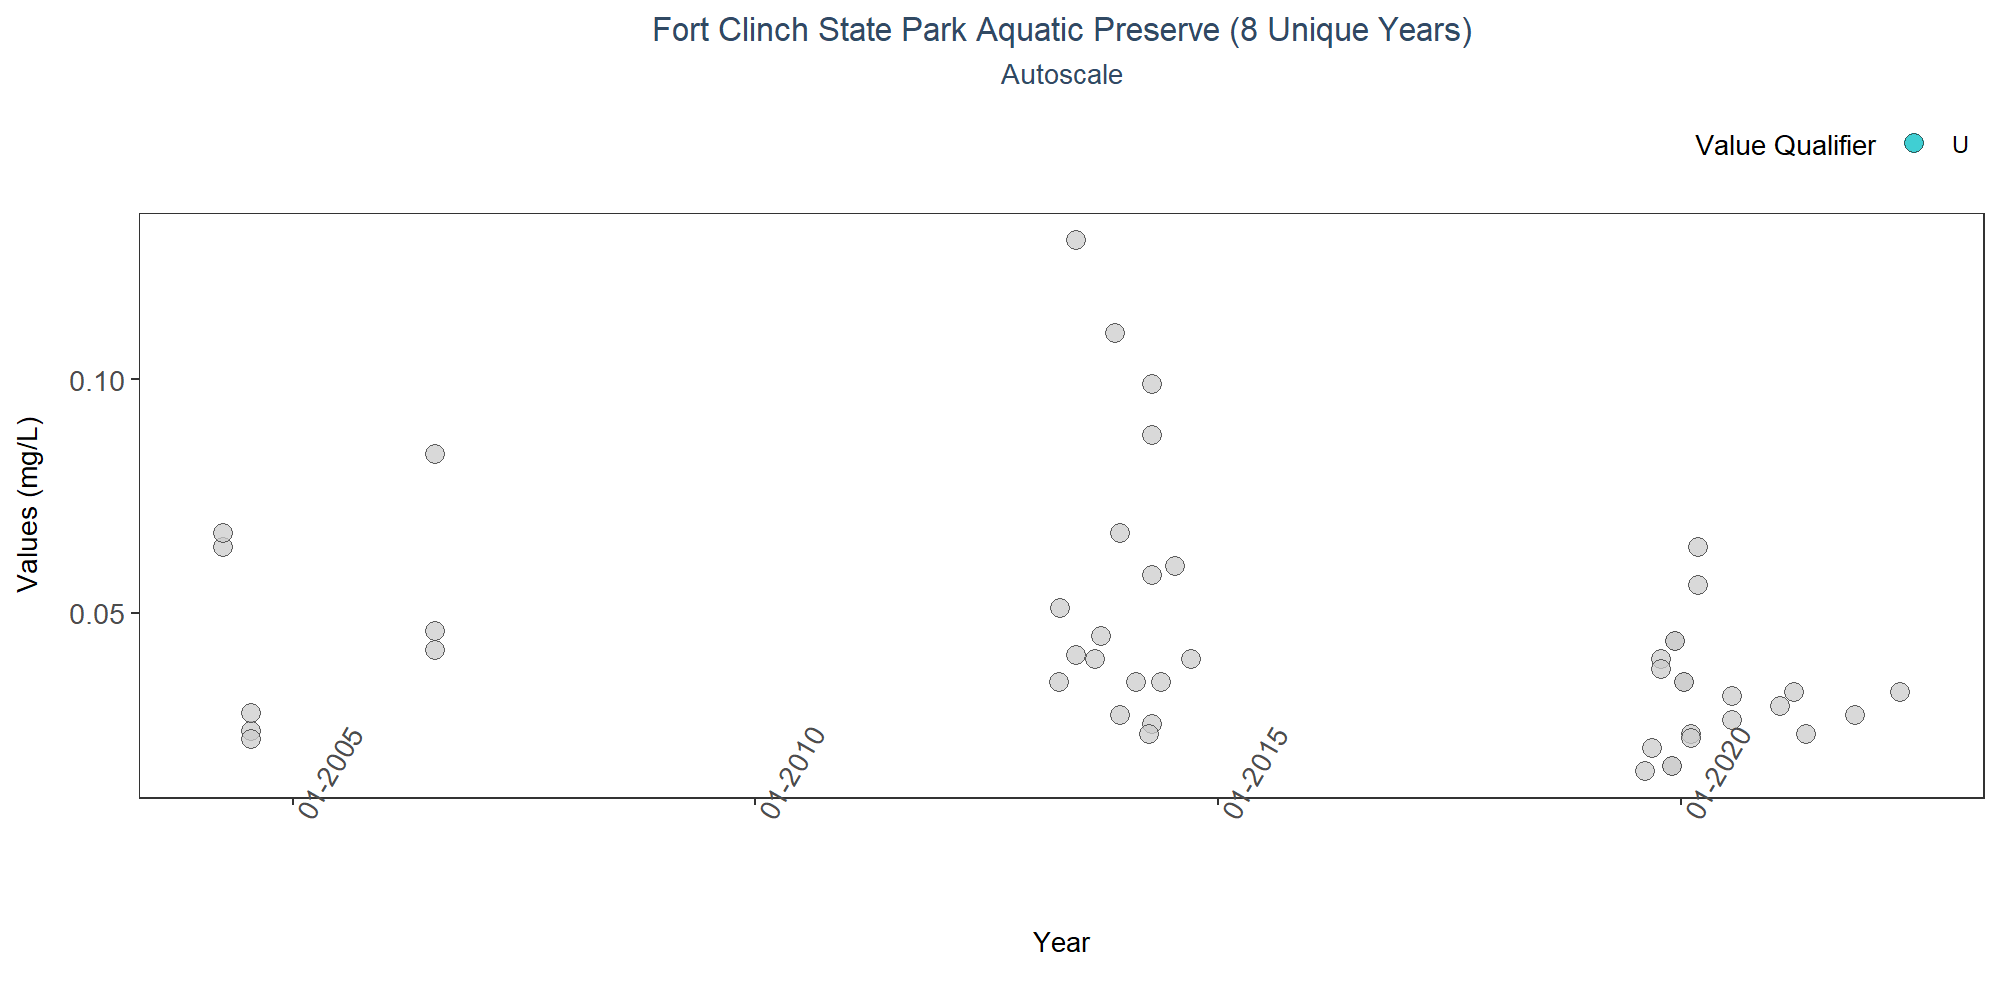 Fort Clinch State Park Aquatic Preserve (8 Unique Years)
Autoscale
Value Qualifier U
0.10
0.05
Values (mg/L)
01-2005
01-2010
01-2015
01-2020
Year